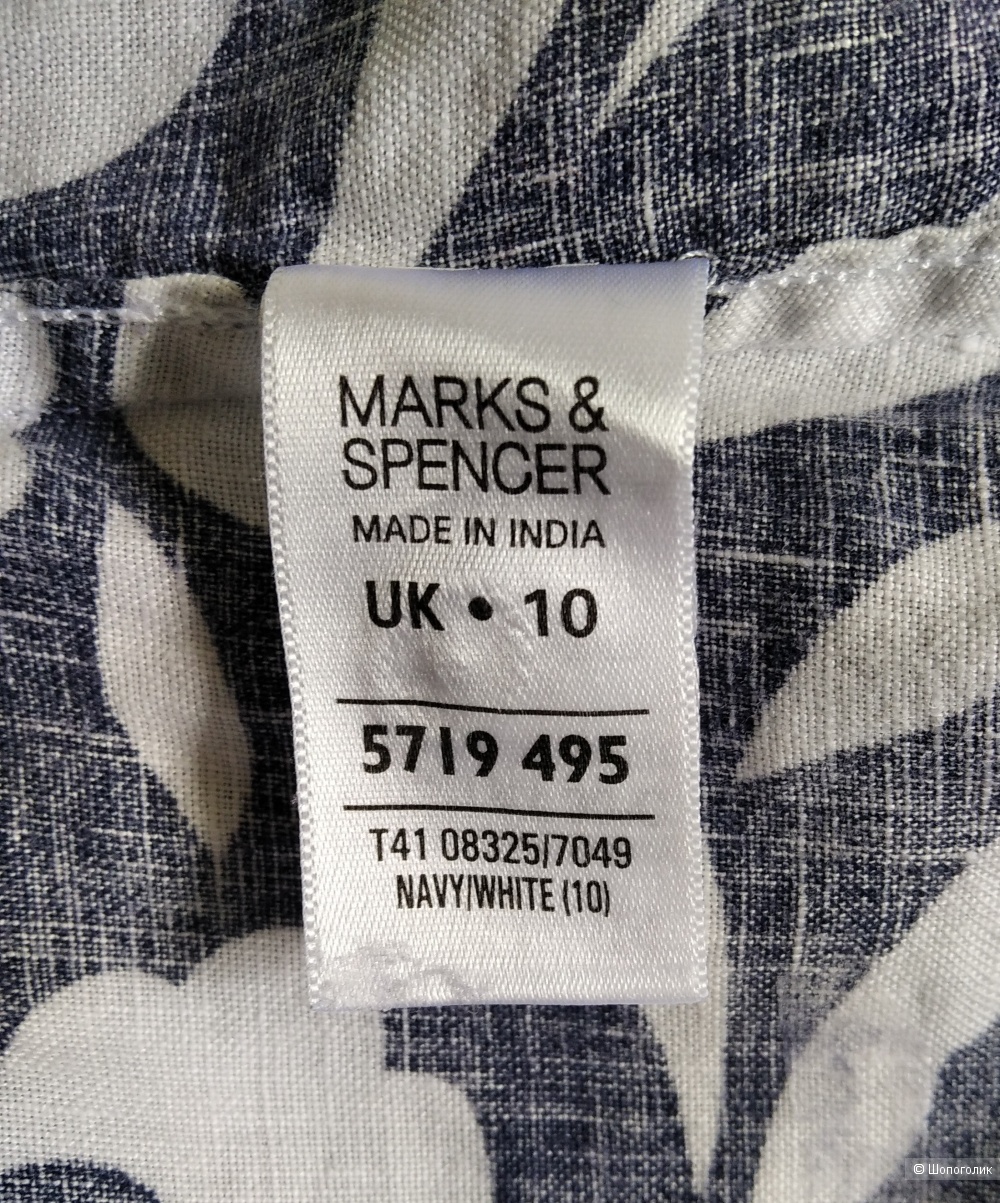 MARKS &
SPENCER
MADE IN INDIA
UK • 10
5719 495
T41 08325/7049
NAVY/WHITE (10)
© Шопоголик